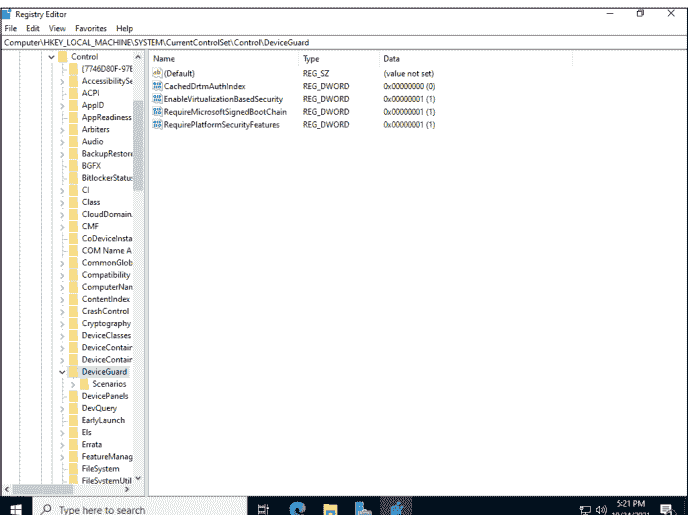 Registry Editor
File Edit View Favorites Help
Computer\HKEY_LOCAL_MACHINE\SYSTEM\CurrentControlSet\Control\DeviceGuard
Control
{7746D80F-97E
AccessibilitySe
ACPI
AppID
AppReadiness
Arbiters
Audio
BackupRestore
BGFX
BitlockerStatus
CI
Class
CloudDomain
CMF
CoDeviceInsta
COM Name A
CommonGlob
Compatibility
ComputerNan
ContentIndex
CrashControl
Cryptography
DeviceClasses
DeviceContair
DeviceContair
DeviceGuard
Scenarios
DevicePanels
DevQuery
EarlyLaunch
Els
Errata
FeatureManag
FileSystem
FileSystemUtil
Name Type Data
(Default) REG_SZ (value not set)
CachedDrtmAuthIndex REG_DWORD 0x00000000 (0)
EnableVirtualizationBasedSecurity REG_DWORD 0x00000001 (1)
RequireMicrosoftSignedBootChain REG_DWORD 0x00000001 (1)
RequirePlatformSecurityFeatures REG_DWORD 0x00000001 (1)
Type here to search
5:21 PM